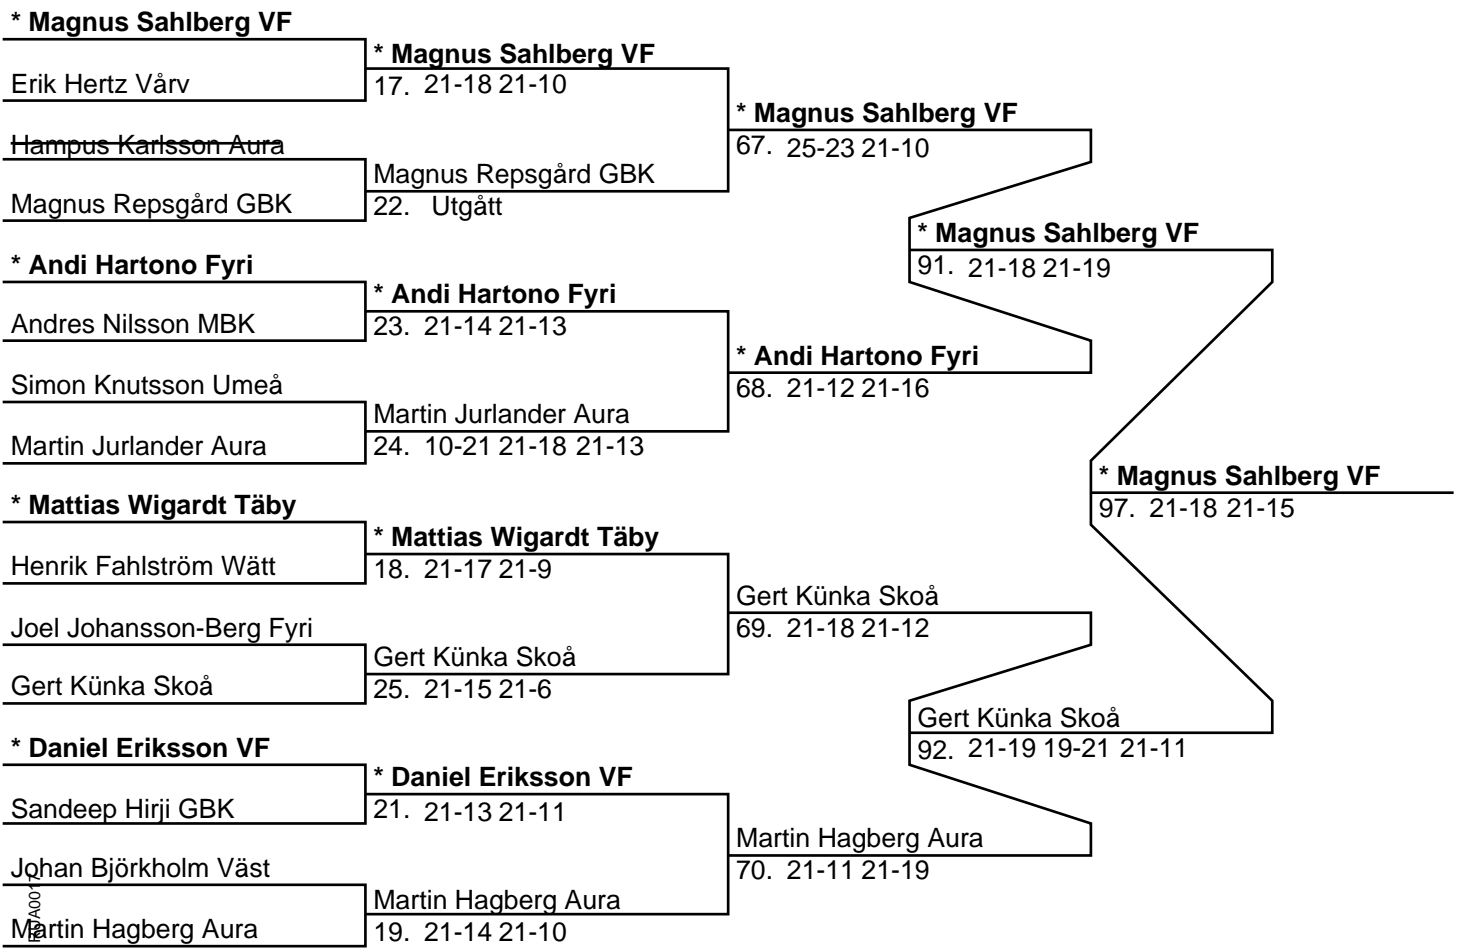 * Magnus Sahlberg VF
* Magnus Sahlberg VF
Erik Hertz Vårv
17. 21-18 21-10
* Magnus Sahlberg VF
Hampus Karlsson Aura
67. 25-23 21-10
Magnus Repsgård GBK
Magnus Repsgård GBK
22. Utgått
* Magnus Sahlberg VF
* Andi Hartono Fyri
91. 21-18 21-19
* Andi Hartono Fyri
Andres Nilsson MBK
23. 21-14 21-13
* Andi Hartono Fyri
Simon Knutsson Umeå
68. 21-12 21-16
Martin Jurlander Aura
Martin Jurlander Aura
24. 10-21 21-18 21-13
* Magnus Sahlberg VF
* Mattias Wigardt Täby
97. 21-18 21-15
* Mattias Wigardt Täby
Henrik Fahlström Wätt
18. 21-17 21-9
Gert Künka Skoå
Joel Johansson-Berg Fyri
69. 21-18 21-12
Gert Künka Skoå
Gert Künka Skoå
25. 21-15 21-6
Gert Künka Skoå
* Daniel Eriksson VF
92. 21-19 19-21 21-11
* Daniel Eriksson VF
Sandeep Hirji GBK
21. 21-13 21-11
Martin Hagberg Aura
Johan Björkholm Väst
70. 21-11 21-19
Martin Hagberg Aura
Martin Hagberg Aura
19. 21-14 21-10